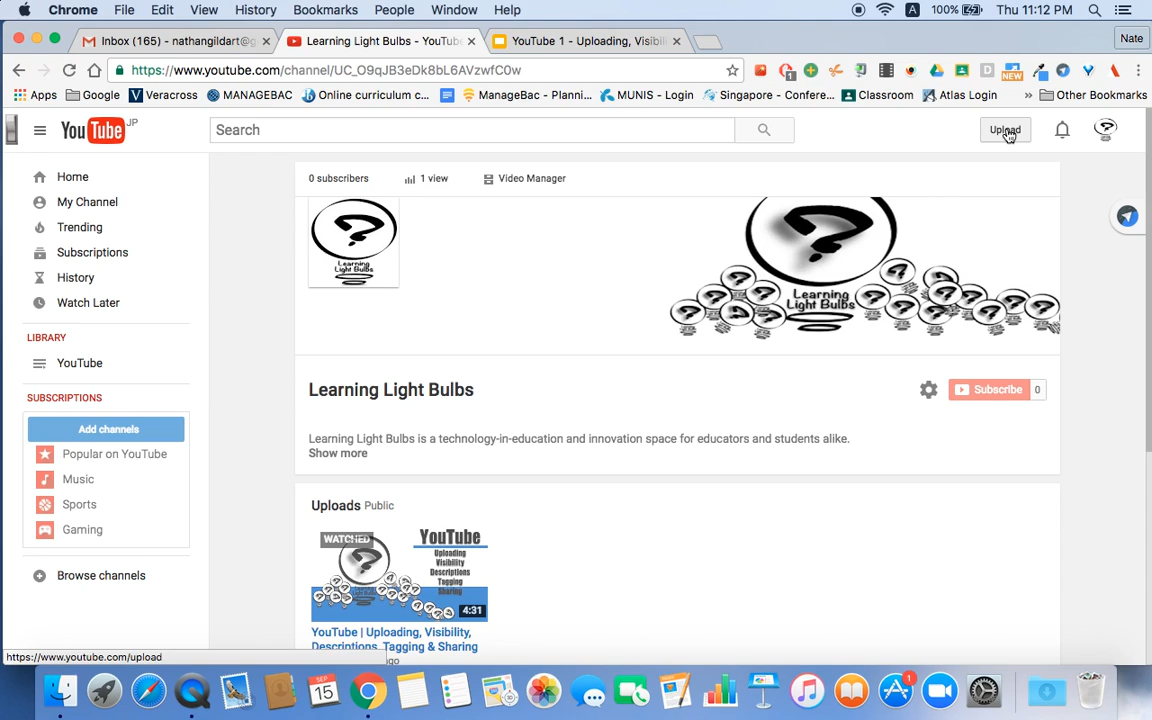 Chrome File Edit View History Bookmarks People Window Help A 100% Thu 11:12 PM
Inbox (165) - nathangildart@g Learning Light Bulbs - YouTube YouTube 1 - Uploading, Visibili Nate
https://www.youtube.com/channel/UC_O9qJB3eDk8bL6AVzwfC0w NEW
Apps Google Veracross MANAGEBAC Online curriculum c... ManageBac - Planni... MUNIS - Login Singapore - Confere... Classroom Atlas Login » Other Bookmarks
YouTube JP Search Upload
Home
My Channel
Trending
Subscriptions
History
Watch Later
LIBRARY
YouTube
SUBSCRIPTIONS
Add channels
Popular on YouTube
Music
Sports
Gaming
Browse channels
0 subscribers 1 view Video Manager
?
Learning
Light Bulbs
?
Learning
Light Bulbs
Learning Light Bulbs Subscribe 0
Learning Light Bulbs is a technology-in-education and innovation space for educators and students alike.
Show more
Uploads Public
WATCHED
YouTube
Uploading
Visibility
Descriptions
Tagging
Sharing
4:31
YouTube | Uploading, Visibility,
Descriptions, Tagging & Sharing
ago
https://www.youtube.com/upload
SEP
15
1